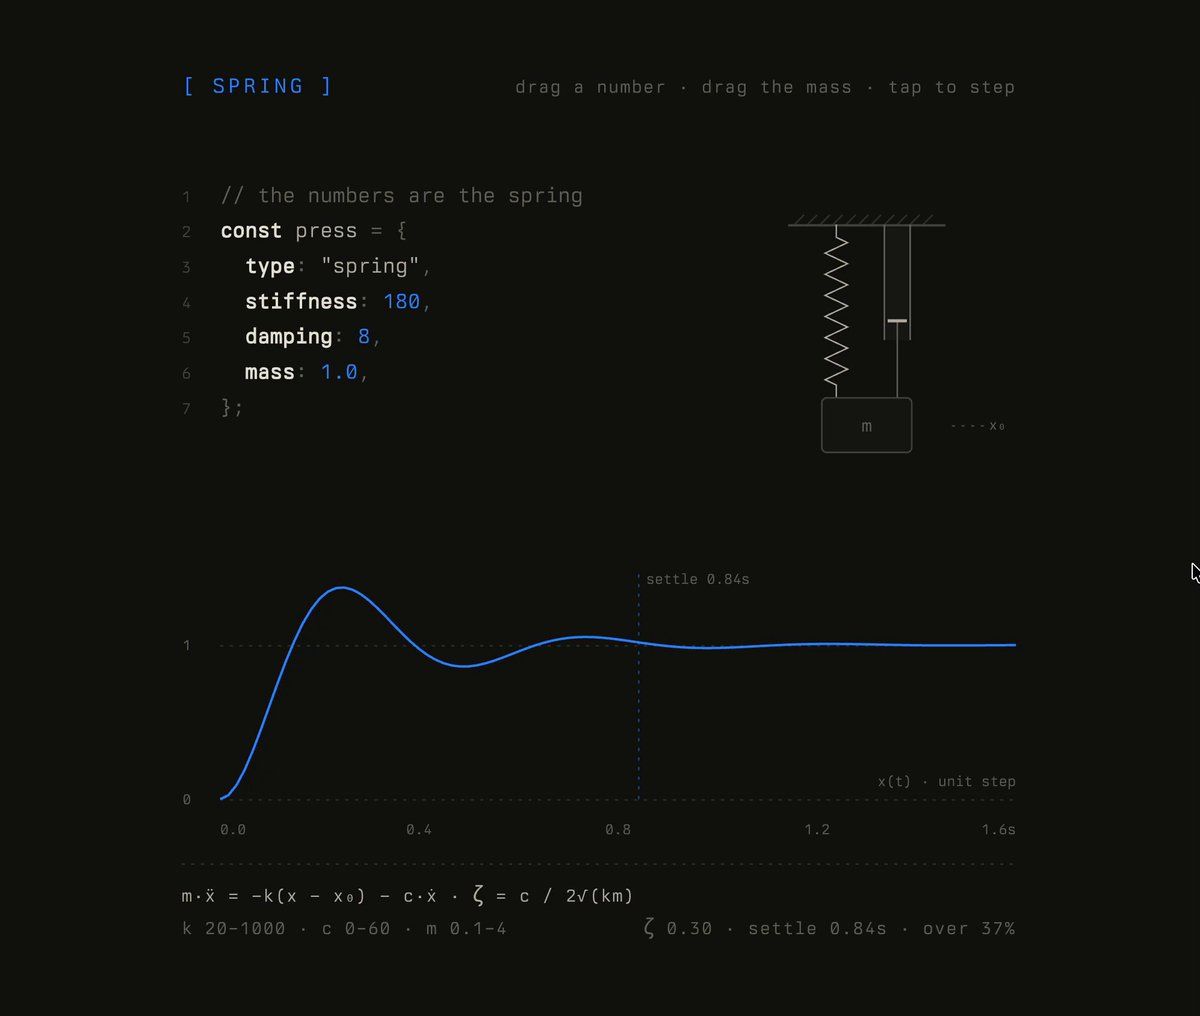 [ SPRING ]
drag a number · drag the mass · tap to step
1 // the numbers are the spring
2 const press = {
3 type: "spring",
4 stiffness: 180,
5 damping: 8,
6 mass: 1.0,
7 };
m
----x₀
settle 0.84s
1
x(t) · unit step
0
0.0 0.4 0.8 1.2 1.6s
m·ẍ = −k(x − x₀) − c·ẋ · ζ = c / 2√(km)
k 20–1000 · c 0–60 · m 0.1–4
ζ 0.30 · settle 0.84s · over 37%